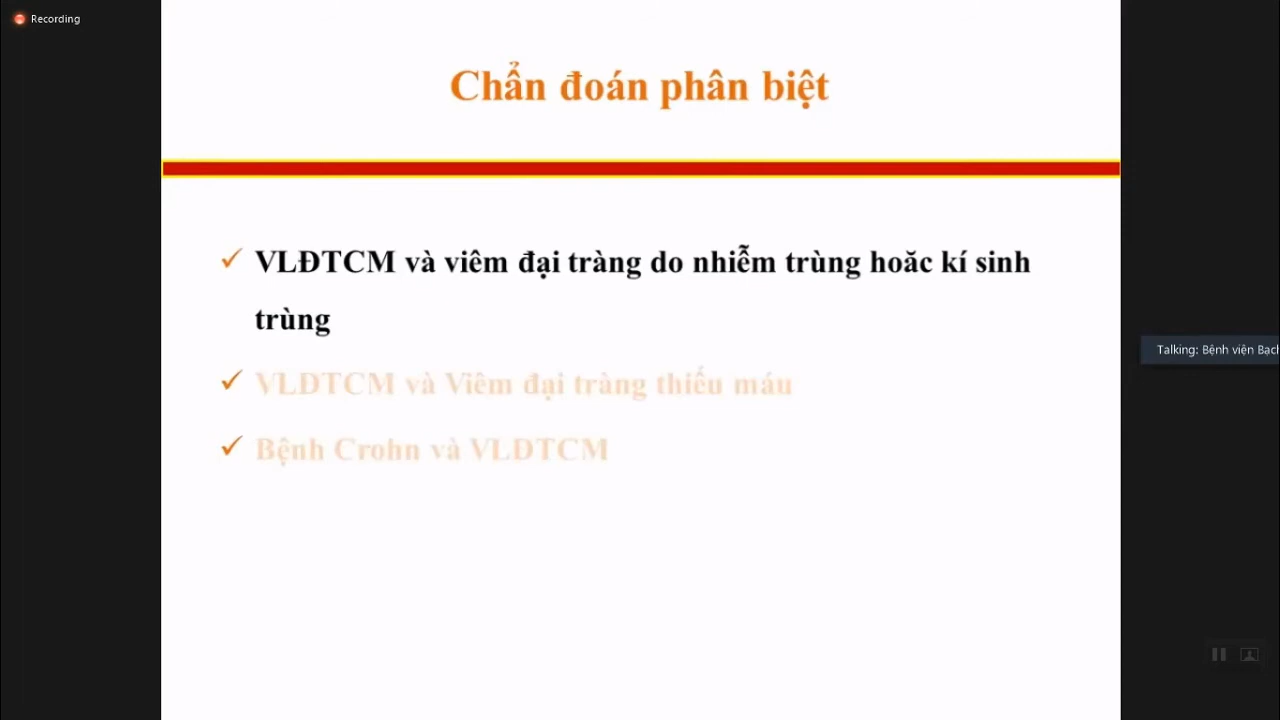 Recording
Chẩn đoán phân biệt
VLĐTCM và viêm đại tràng do nhiễm trùng hoăc kí sinh
trùng
Talking: Bệnh viện Bạch
VLĐTCM và Viêm đại tràng thiếu máu
Bệnh Crohn và VLĐTCM